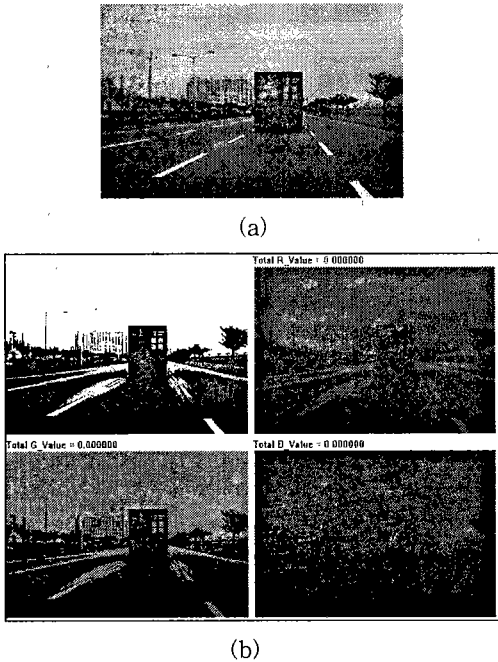 (a)
Total R_Value = 0.000000
Total G_Value = 0.000000
Total B_Value = 0.000000
(b)